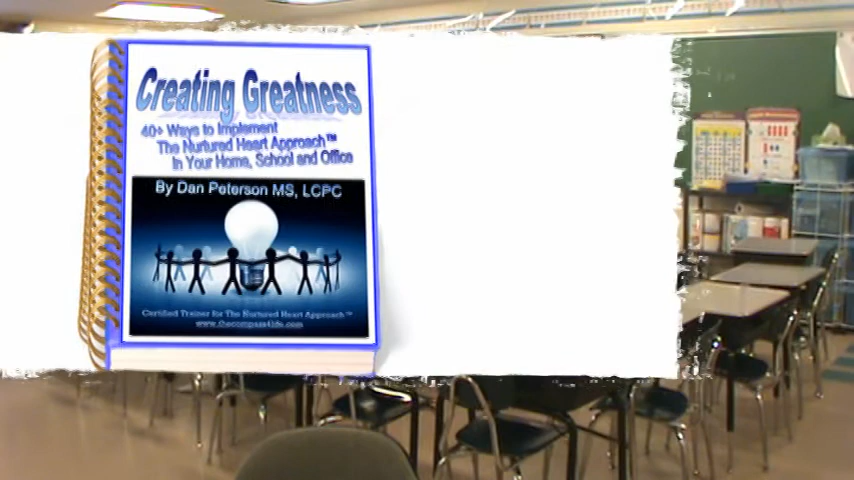 Creating Greatness
40+ Ways to Implement
The Nurtured Heart Approach™
In Your Home, School and Office
By Dan Peterson MS, LCPC
Certified Trainer for The Nurtured Heart Approach™
www.thecompass4life.com